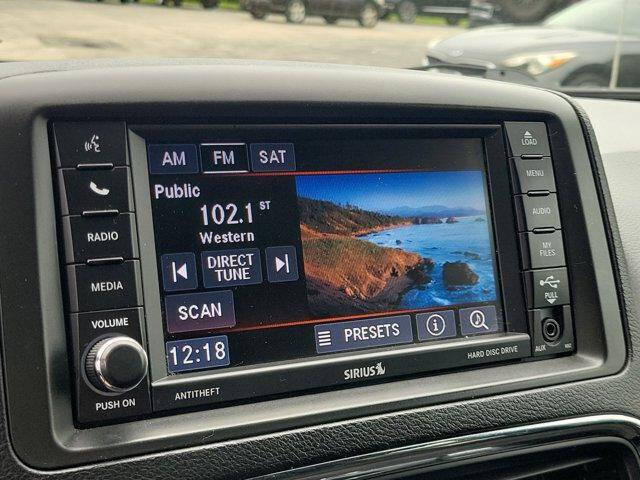 AM FM SAT
Public
102.1 ST
Western
DIRECT
TUNE
SCAN
12:18
PRESETS
RADIO
MEDIA
VOLUME
PUSH ON
ANTITHEFT
SIRIUS
HARD DISC DRIVE
LOAD
MENU
AUDIO
MY
FILES
PULL
AUX